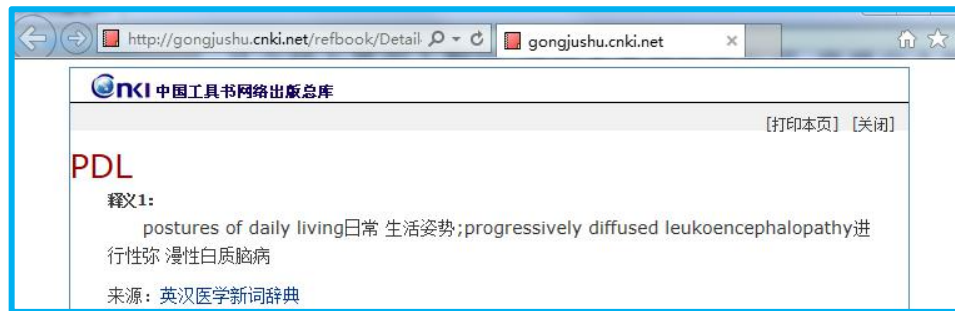 http://gongjushu.cnki.net/refbook/Detail
gongjushu.cnki.net
CNKI 中国工具书网络出版总库
[打印本页] [关闭]
PDL
释义1:
postures of daily living日常 生活姿势;progressively diffused leukoencephalopathy进
行性弥 漫性白质脑病
来源: 英汉医学新词辞典